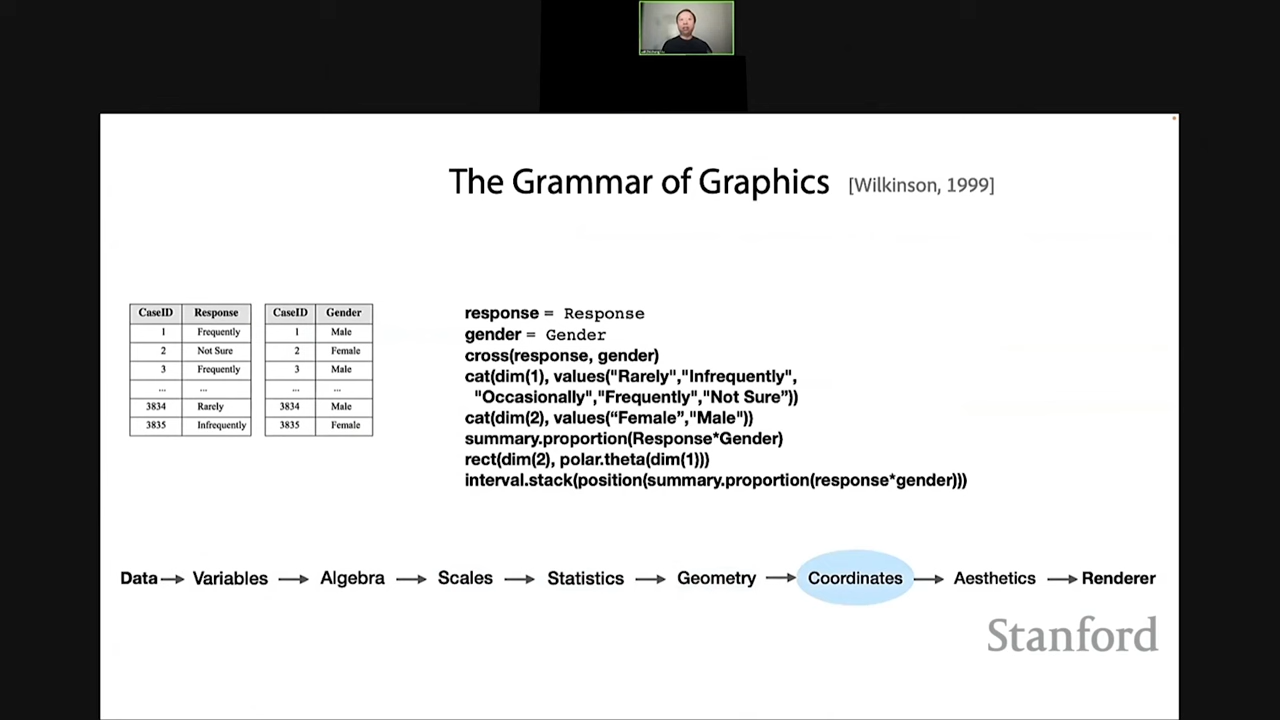 The Grammar of Graphics [Wilkinson, 1999]
CaseID Response
1 Frequently
2 Not Sure
3 Frequently
... ...
3834 Rarely
3835 Infrequently
CaseID Gender
1 Male
2 Female
3 Male
... ...
3834 Male
3835 Female
response = Response
gender = Gender
cross(response, gender)
cat(dim(1), values("Rarely","Infrequently",
"Occasionally","Frequently","Not Sure”))
cat(dim(2), values(“Female”,"Male"))
summary.proportion(Response*Gender)
rect(dim(2), polar.theta(dim(1)))
interval.stack(position(summary.proportion(response*gender)))
Data → Variables → Algebra → Scales → Statistics → Geometry → Coordinates → Aesthetics → Renderer
Stanford